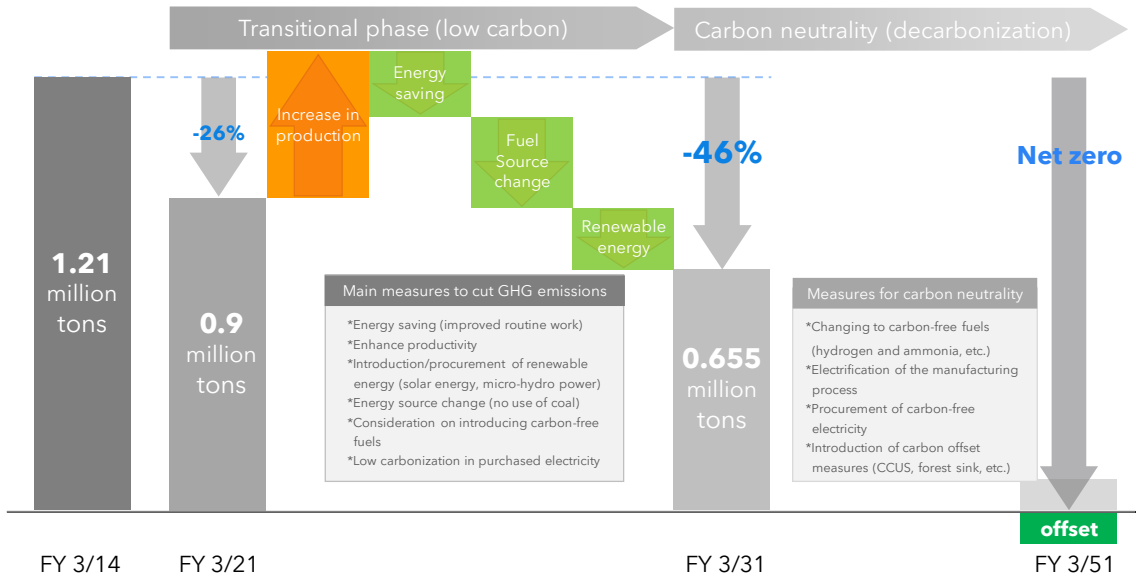 Transitional phase (low carbon)
Carbon neutrality (decarbonization)
1.21
million
tons
-26%
0.9
million
tons
Increase in
production
Energy
saving
Fuel
Source
change
Renewable
energy
-46%
0.655
million
tons
Net zero
offset
Main measures to cut GHG emissions
*Energy saving (improved routine work)
*Enhance productivity
*Introduction/procurement of renewable
energy (solar energy, micro-hydro power)
*Energy source change (no use of coal)
*Consideration on introducing carbon-free
fuels
*Low carbonization in purchased electricity
Measures for carbon neutrality
*Changing to carbon-free fuels
(hydrogen and ammonia, etc.)
*Electrification of the manufacturing
process
*Procurement of carbon-free
electricity
*Introduction of carbon offset
measures (CCUS, forest sink, etc.)
FY 3/14
FY 3/21
FY 3/31
FY 3/51